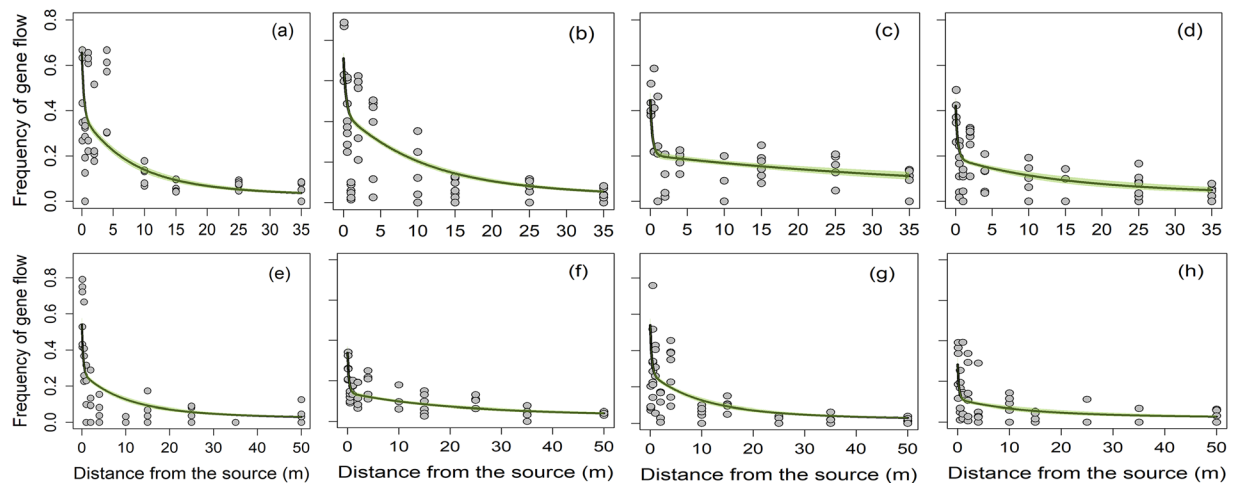 (a) (b) (c) (d)
Frequency of gene flow
0.8
0.6
0.4
0.2
0.0
0 5 10 15 20 25 30 35 0 5 10 15 20 25 30 35 0 5 10 15 20 25 30 35 0 5 10 15 20 25 30 35
(e) (f) (g) (h)
Frequency of gene flow
0.8
0.6
0.4
0.2
0.0
0 10 20 30 40 50 0 10 20 30 40 50 0 10 20 30 40 50 0 10 20 30 40 50
Distance from the source (m) Distance from the source (m) Distance from the source (m) Distance from the source (m)